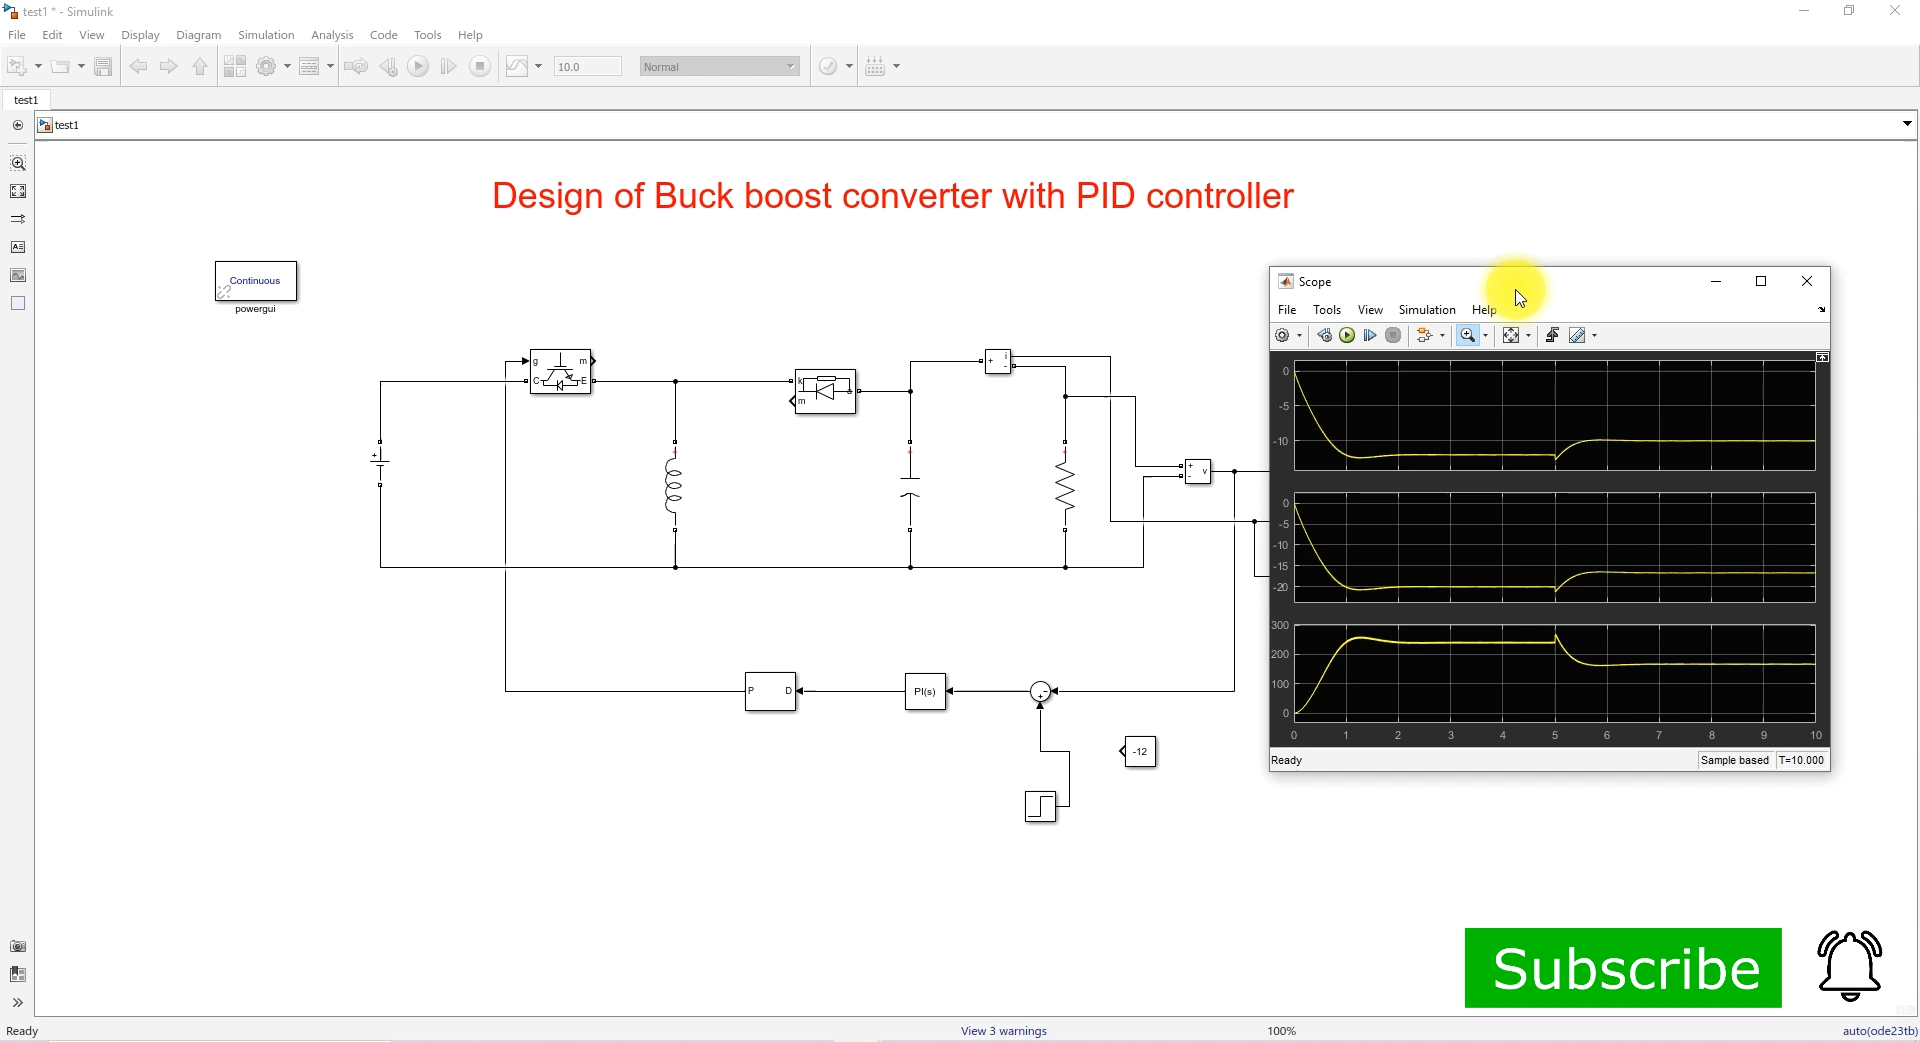 test1 * - Simulink
File Edit View Display Diagram Simulation Analysis Code Tools Help
10.0 Normal
test1
test1
Design of Buck boost converter with PID controller
Continuous
powergui
g m
C E
k a
m
+ i
-
+
+ v
-
P D
PI(s)
-
+
-12
Scope
File Tools View Simulation Help
0
-5
-10
0
-5
-10
-15
-20
300
200
100
0
0 1 2 3 4 5 6 7 8 9 10
Ready Sample based T=10.000
Subscribe
Ready View 3 warnings 100% auto(ode23tb)